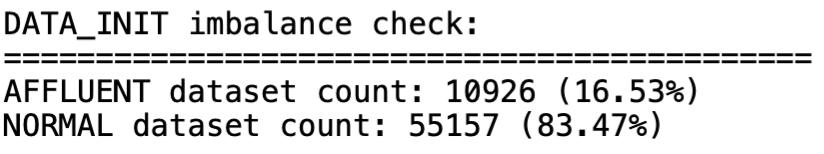 DATA_INIT imbalance check:
============================================
AFFLUENT dataset count: 10926 (16.53%)
NORMAL dataset count: 55157 (83.47%)